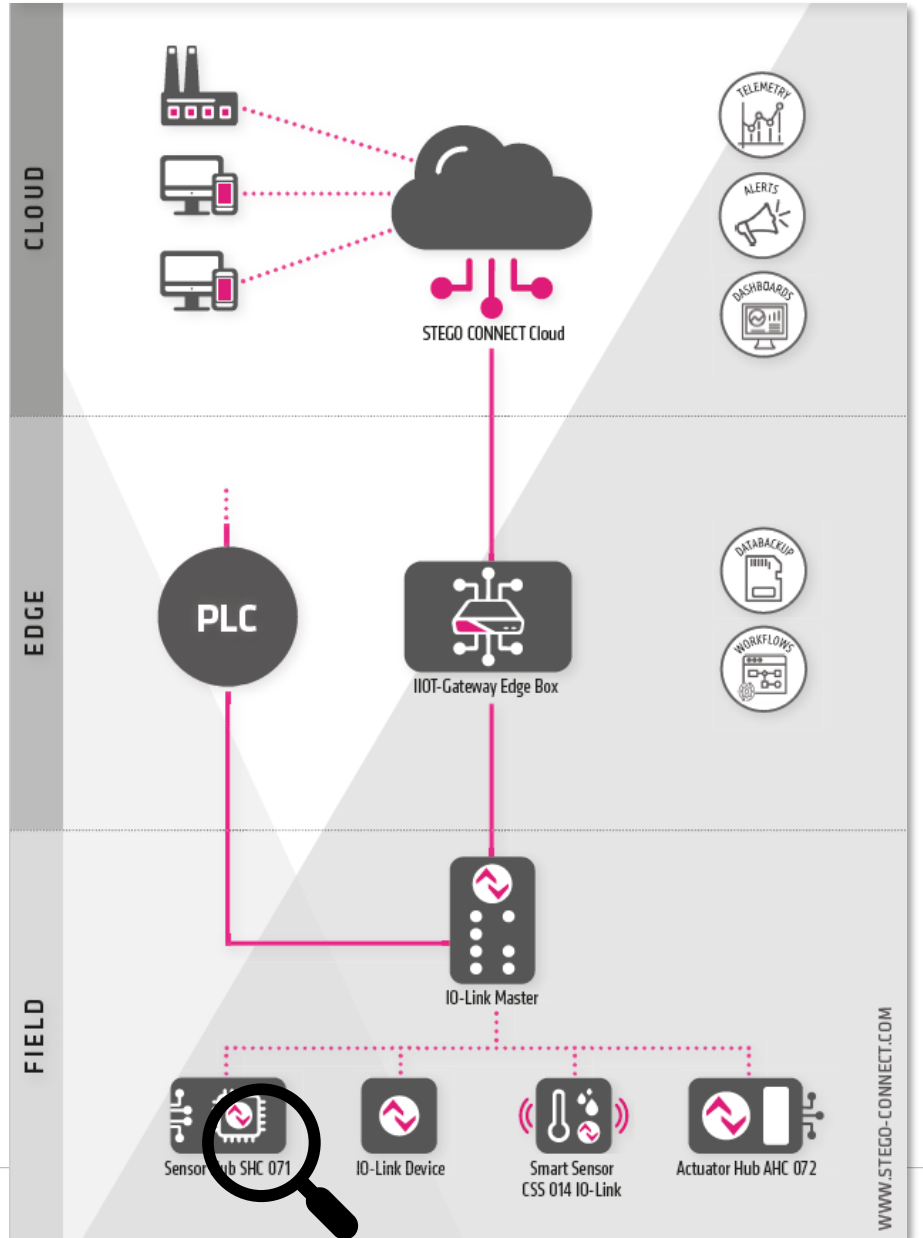 CLOUD
TELEMETRY
ALERTS
DASHBOARDS
STEGO CONNECT Cloud
EDGE
PLC
DATABACKUP
WORKFLOWS
IIOT-Gateway Edge Box
FIELD
IO-Link Master
Sensor Hub SHC 071
IO-Link Device
Smart Sensor
CSS 014 IO-Link
Actuator Hub AHC 072
WWW.STEGO-CONNECT.COM